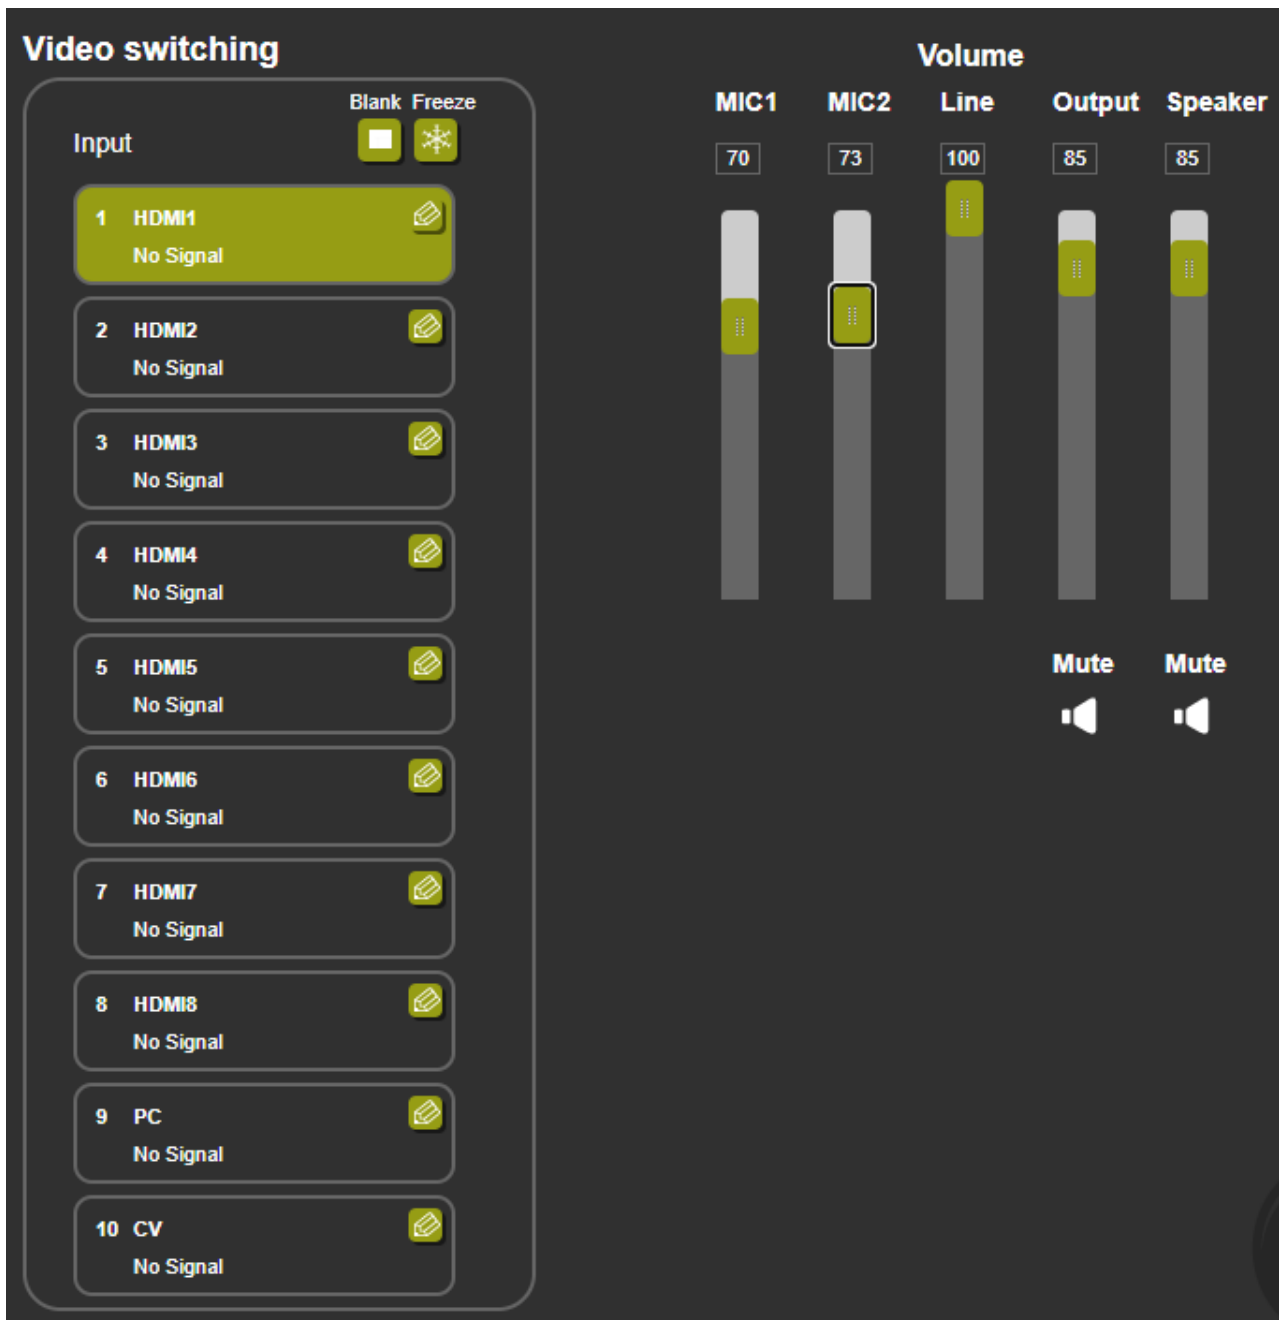 Video switching
Blank Freeze
Input
1 HDMI1
No Signal
2 HDMI2
No Signal
3 HDMI3
No Signal
4 HDMI4
No Signal
5 HDMI5
No Signal
6 HDMI6
No Signal
7 HDMI7
No Signal
8 HDMI8
No Signal
9 PC
No Signal
10 CV
No Signal
Volume
MIC1 MIC2 Line Output Speaker
70 73 100 85 85
Mute Mute